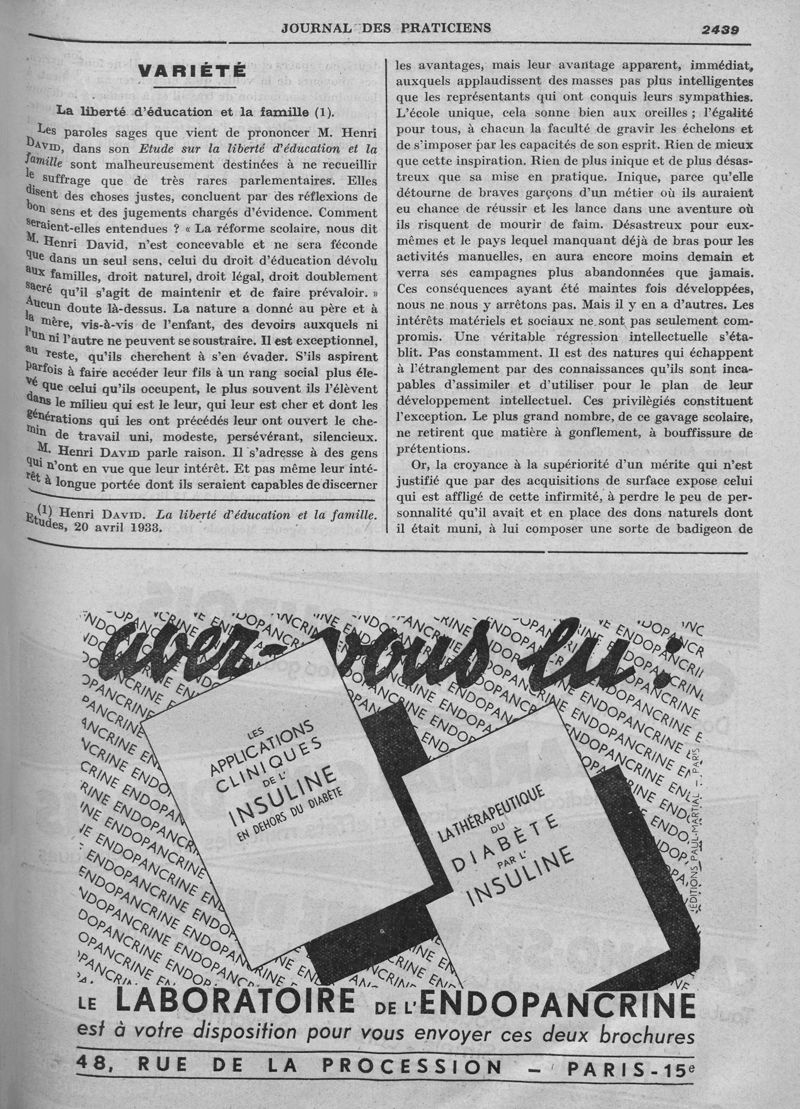 JOURNAL DES PRATICIENS
2439
VARIÉTÉ
La liberté d'éducation et la famille (1).
Les paroles sages que vient de prononcer M. Henri
DAVID, dans son Etude sur la liberté d'éducation et la
famille sont malheureusement destinées à ne recueillir
le suffrage que de très rares parlementaires. Elles
disent des choses justes, concluent par des réflexions de
bon sens et des jugements chargés d'évidence. Comment
seraient-elles entendues ? « La réforme scolaire, nous dit
M. Henri David, n'est concevable et ne sera féconde
que dans un seul sens, celui du droit d'éducation dévolu
aux familles, droit naturel, droit légal, droit doublement
sacré qu'il s'agit de maintenir et de faire prévaloir. »
Aucun doute là-dessus. La nature a donné au père et à
la mère, vis-à-vis de l'enfant, des devoirs auxquels ni
l'un ni l'autre ne peuvent se soustraire. Il est exceptionnel,
au reste, qu'ils cherchent à s'en évader. S'ils aspirent
parfois à faire accéder leur fils à un rang social plus éle-
vé que celui qu'ils occupent, le plus souvent ils l'élèvent
dans le milieu qui est le leur, qui leur est cher et dont les
générations qui les ont précédés leur ont ouvert le che-
min de travail uni, modeste, persévérant, silencieux.
M. Henri DAVID parle raison. Il s'adresse à des gens
qui n'ont en vue que leur intérêt. Et pas même leur inté-
rêt à longue portée dont ils seraient capables de discerner
(1) Henri DAVID. La liberté d'éducation et la famille.
Etudes, 20 avril 1933.
les avantages, mais leur avantage apparent, immédiat,
auxquels applaudissent des masses pas plus intelligentes
que les représentants qui ont conquis leurs sympathies.
L'école unique, cela sonne bien aux oreilles ; l'égalité
pour tous, à chacun la faculté de gravir les échelons et
de s'imposer par les capacités de son esprit. Rien de mieux
que cette inspiration. Rien de plus inique et de plus désas-
treux que sa mise en pratique. Inique, parce qu'elle
détourne de braves garçons d'un métier où ils auraient
eu chance de réussir et les lance dans une aventure où
ils risquent de mourir de faim. Désastreux pour eux-
mêmes et le pays lequel manquant déjà de bras pour les
activités manuelles, en aura encore moins demain et
verra ses campagnes plus abandonnées que jamais.
Ces conséquences ayant été maintes fois développées,
nous ne nous y arrêtons pas. Mais il y en a d'autres. Les
intérêts matériels et sociaux ne sont pas seulement com-
promis. Une véritable régression intellectuelle s'éta-
blit. Pas constamment. Il est des natures qui échappent
à l'étranglement par des connaissances qu'ils sont inca-
pables d'assimiler et d'utiliser pour le plan de leur
développement intellectuel. Ces privilégiés constituent
l'exception. Le plus grand nombre, de ce gavage scolaire,
ne retirent que matière à gonflement, à bouffissure de
prétentions.
Or, la croyance à la supériorité d'un mérite qui n'est
justifié que par des acquisitions de surface expose celui
qui est affligé de cette infirmité, à perdre le peu de per-
sonnalité qu'il avait et en place des dons naturels dont
il était muni, à lui composer une sorte de badigeon de
avez-vous lu :
ENDOPANCRINE
LES
APPLICATIONS
CLINIQUES
DE L'
INSULINE
EN DEHORS DU DIABÈTE
LA THÉRAPEUTIQUE
DU
DIABÈTE
PAR L'
INSULINE
EDITIONS PAUL-MARTIAL - PARIS
LE LABORATOIRE DE L'ENDOPANCRINE
est à votre disposition pour vous envoyer ces deux brochures
48, RUE DE LA PROCESSION - PARIS-15e